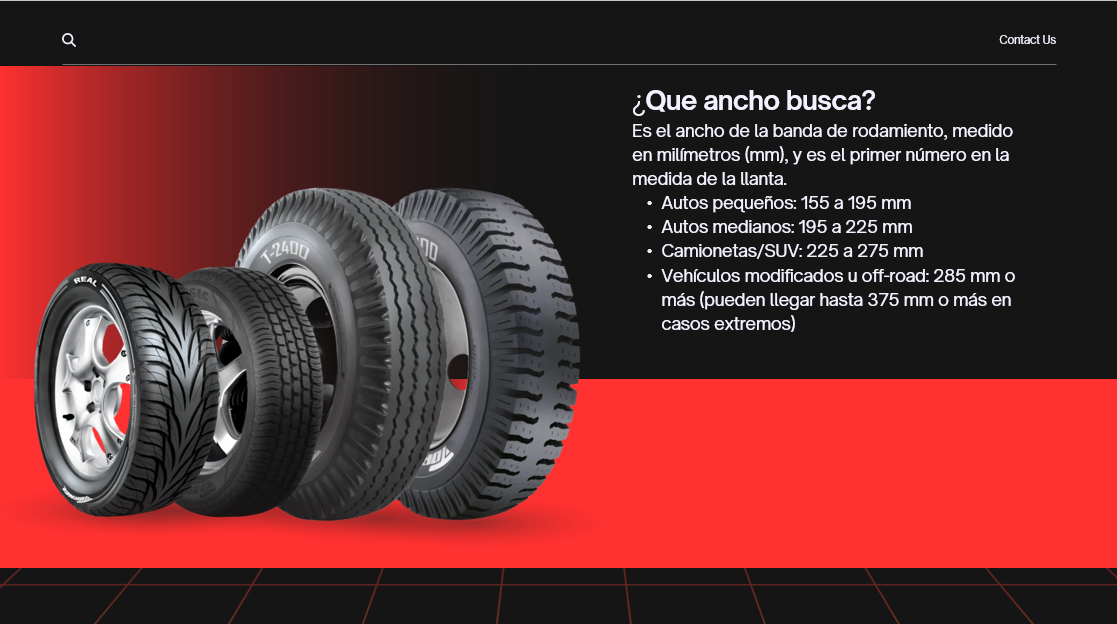 Contact Us
¿Que ancho busca?
Es el ancho de la banda de rodamiento, medido
en milímetros (mm), y es el primer número en la
medida de la llanta.
• Autos pequeños: 155 a 195 mm
• Autos medianos: 195 a 225 mm
• Camionetas/SUV: 225 a 275 mm
• Vehículos modificados u off-road: 285 mm o
más (pueden llegar hasta 375 mm o más en
casos extremos)
T-2400
REAL